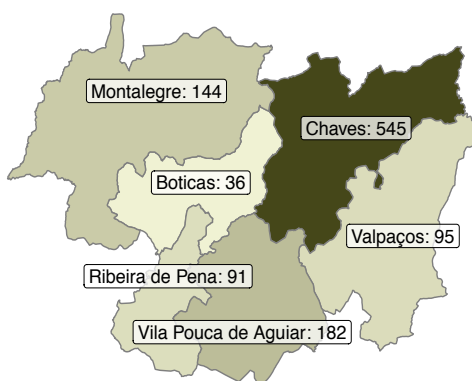 Montalegre: 144
Chaves: 545
Boticas: 36
Valpaços: 95
Ribeira de Pena: 91
Vila Pouca de Aguiar: 182